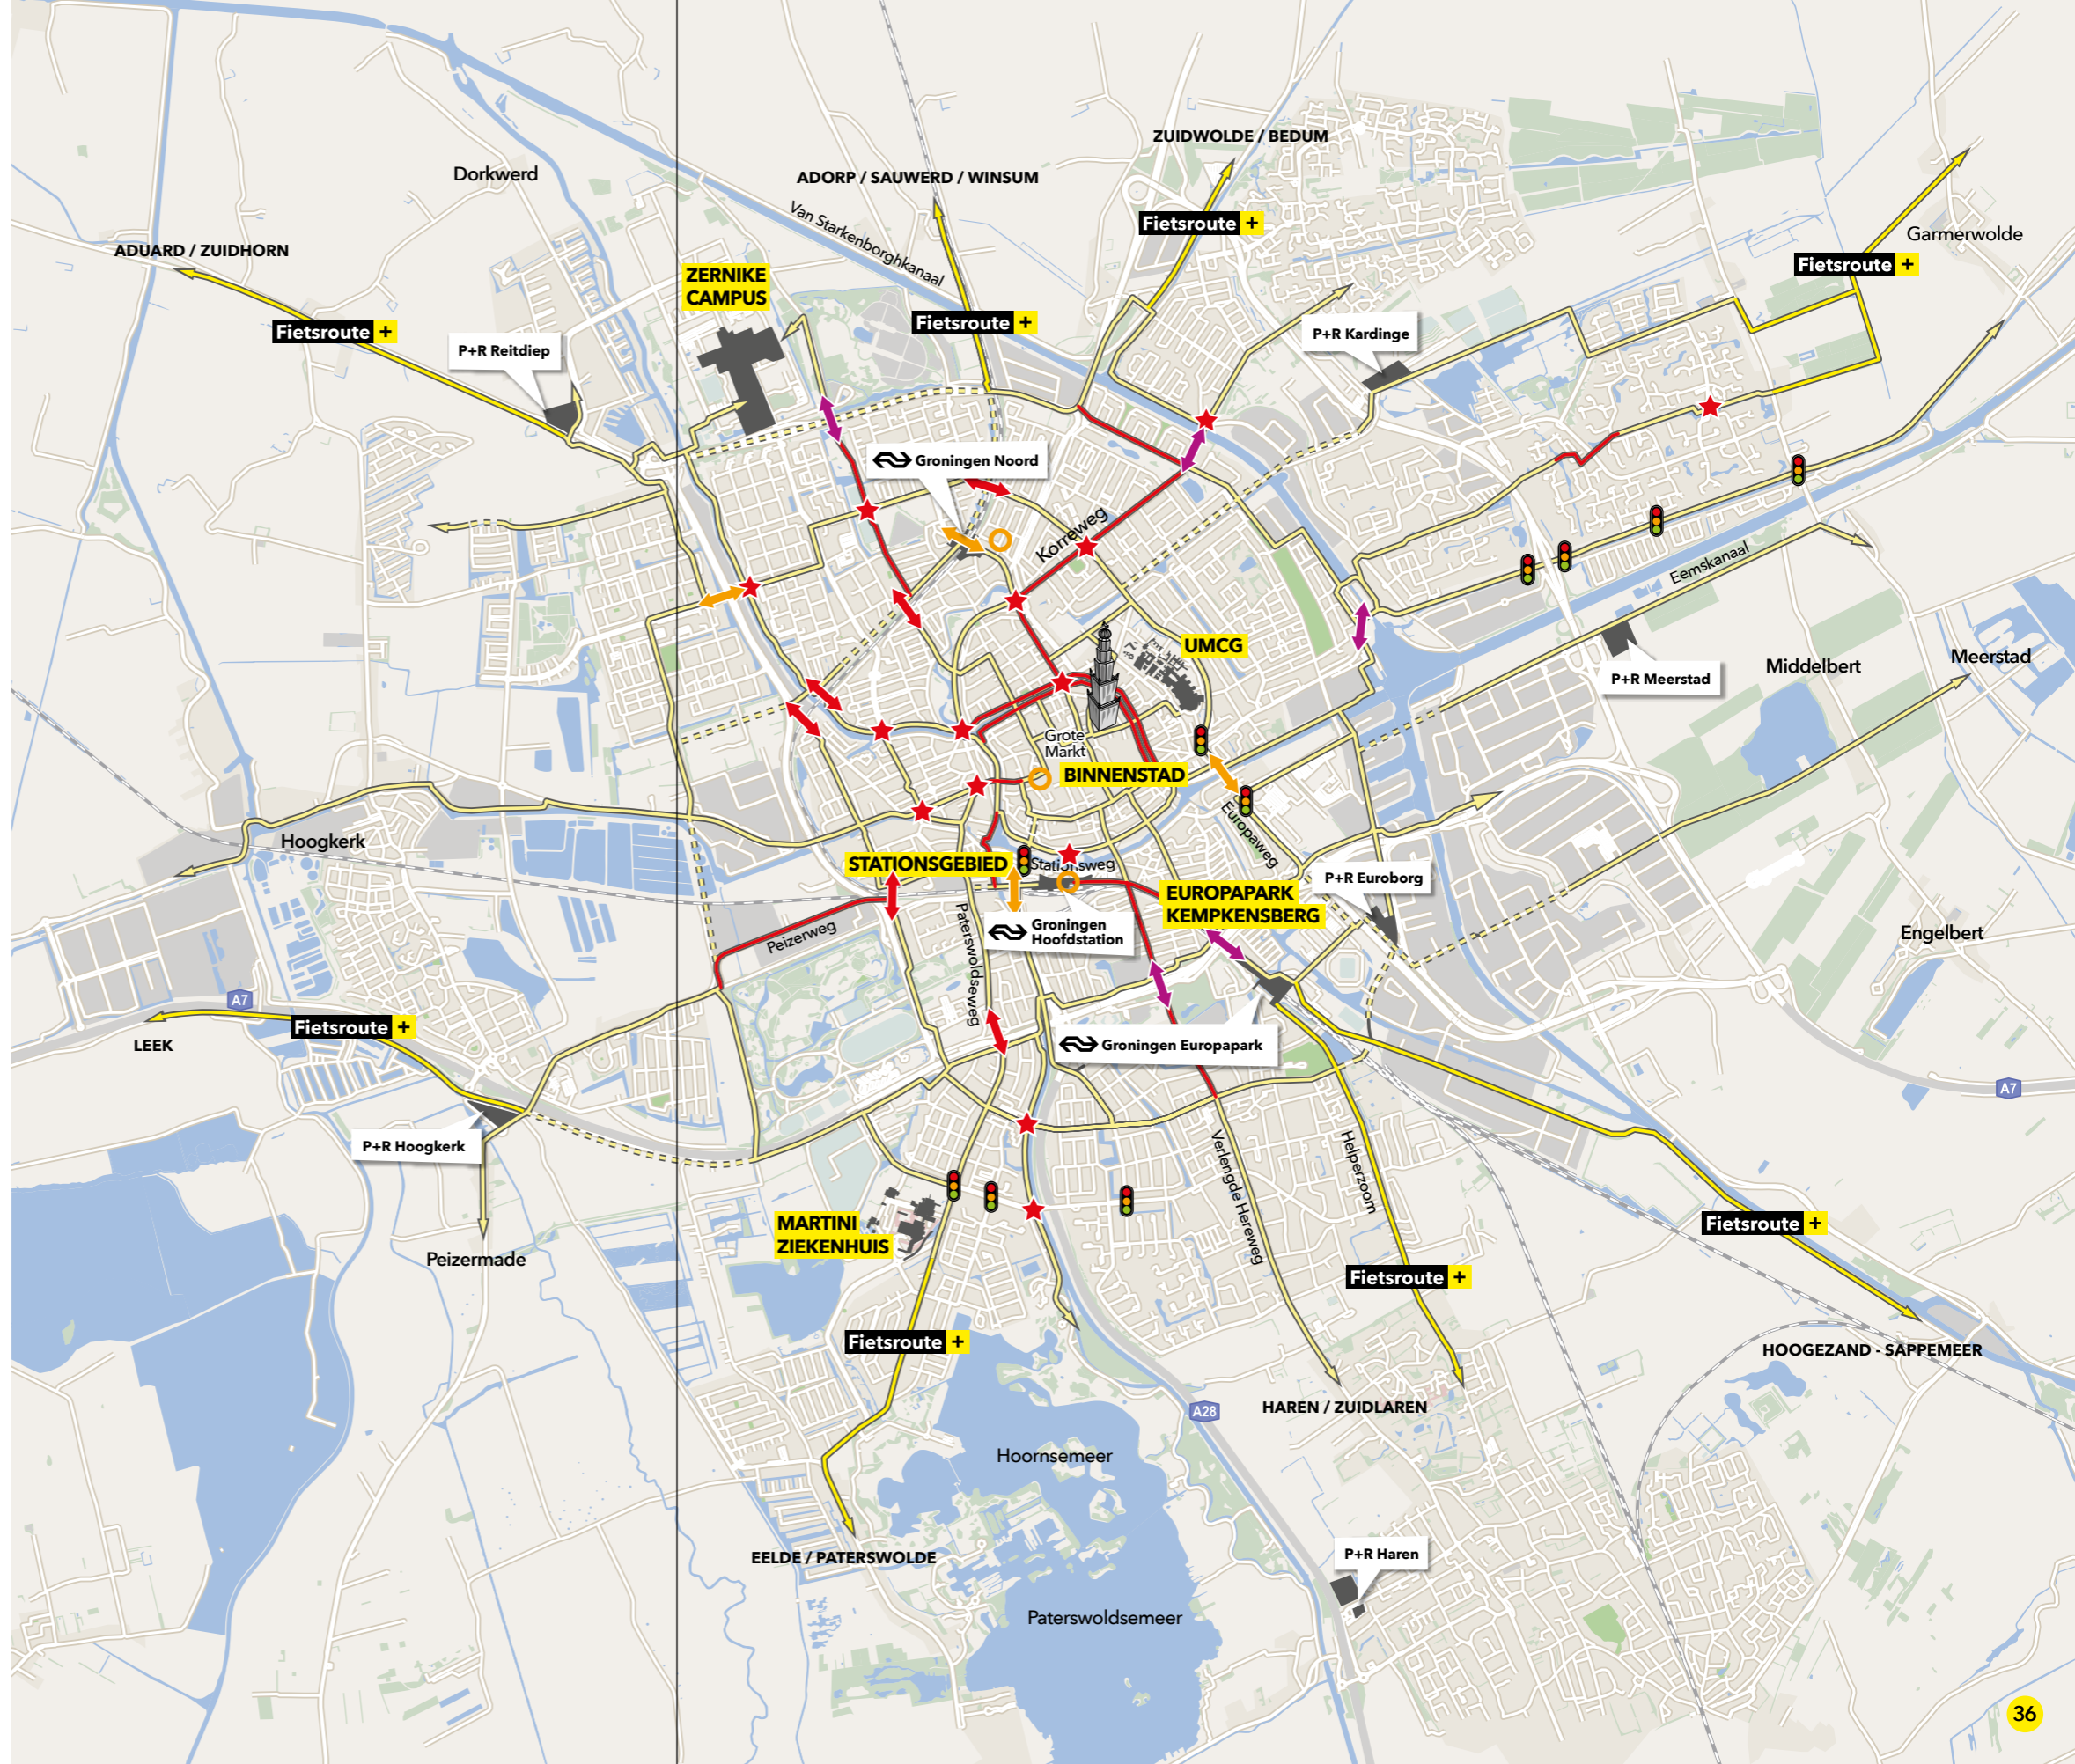 ZUIDWOLDE / BEDUM
Dorkwerd
ADORP / SAUWERD / WINSUM
Van Starkenborghkanaal
Fietsroute +
Garmerwolde
ADUARD / ZUIDHORN
Fietsroute +
ZERNIKE
CAMPUS
Fietsroute +
Fietsroute +
P+R Reitdiep
P+R Kardinge
Groningen Noord
Korreweg
Eemskanaal
UMCG
Middelbert
Meerstad
P+R Meerstad
Grote
Markt
BINNENSTAD
Europaweg
Hoogkerk
STATIONSGEBIED
Stationsweg
P+R Euroborg
EUROPAPARK
KEMPKENSBERG
Peizerweg
Paterswoldseweg
Groningen
Hoofdstation
Engelbert
A7
Fietsroute +
LEEK
Groningen Europapark
A7
P+R Hoogkerk
Verlengde Hereweg
Helperzoom
MARTINI
ZIEKENHUIS
Fietsroute +
Peizermade
Fietsroute +
Fietsroute +
HOOGEZAND - SAPPEMEER
A28
HAREN / ZUIDLAREN
Hoornsemeer
EELDE / PATERSWOLDE
P+R Haren
Paterswoldsemeer
36